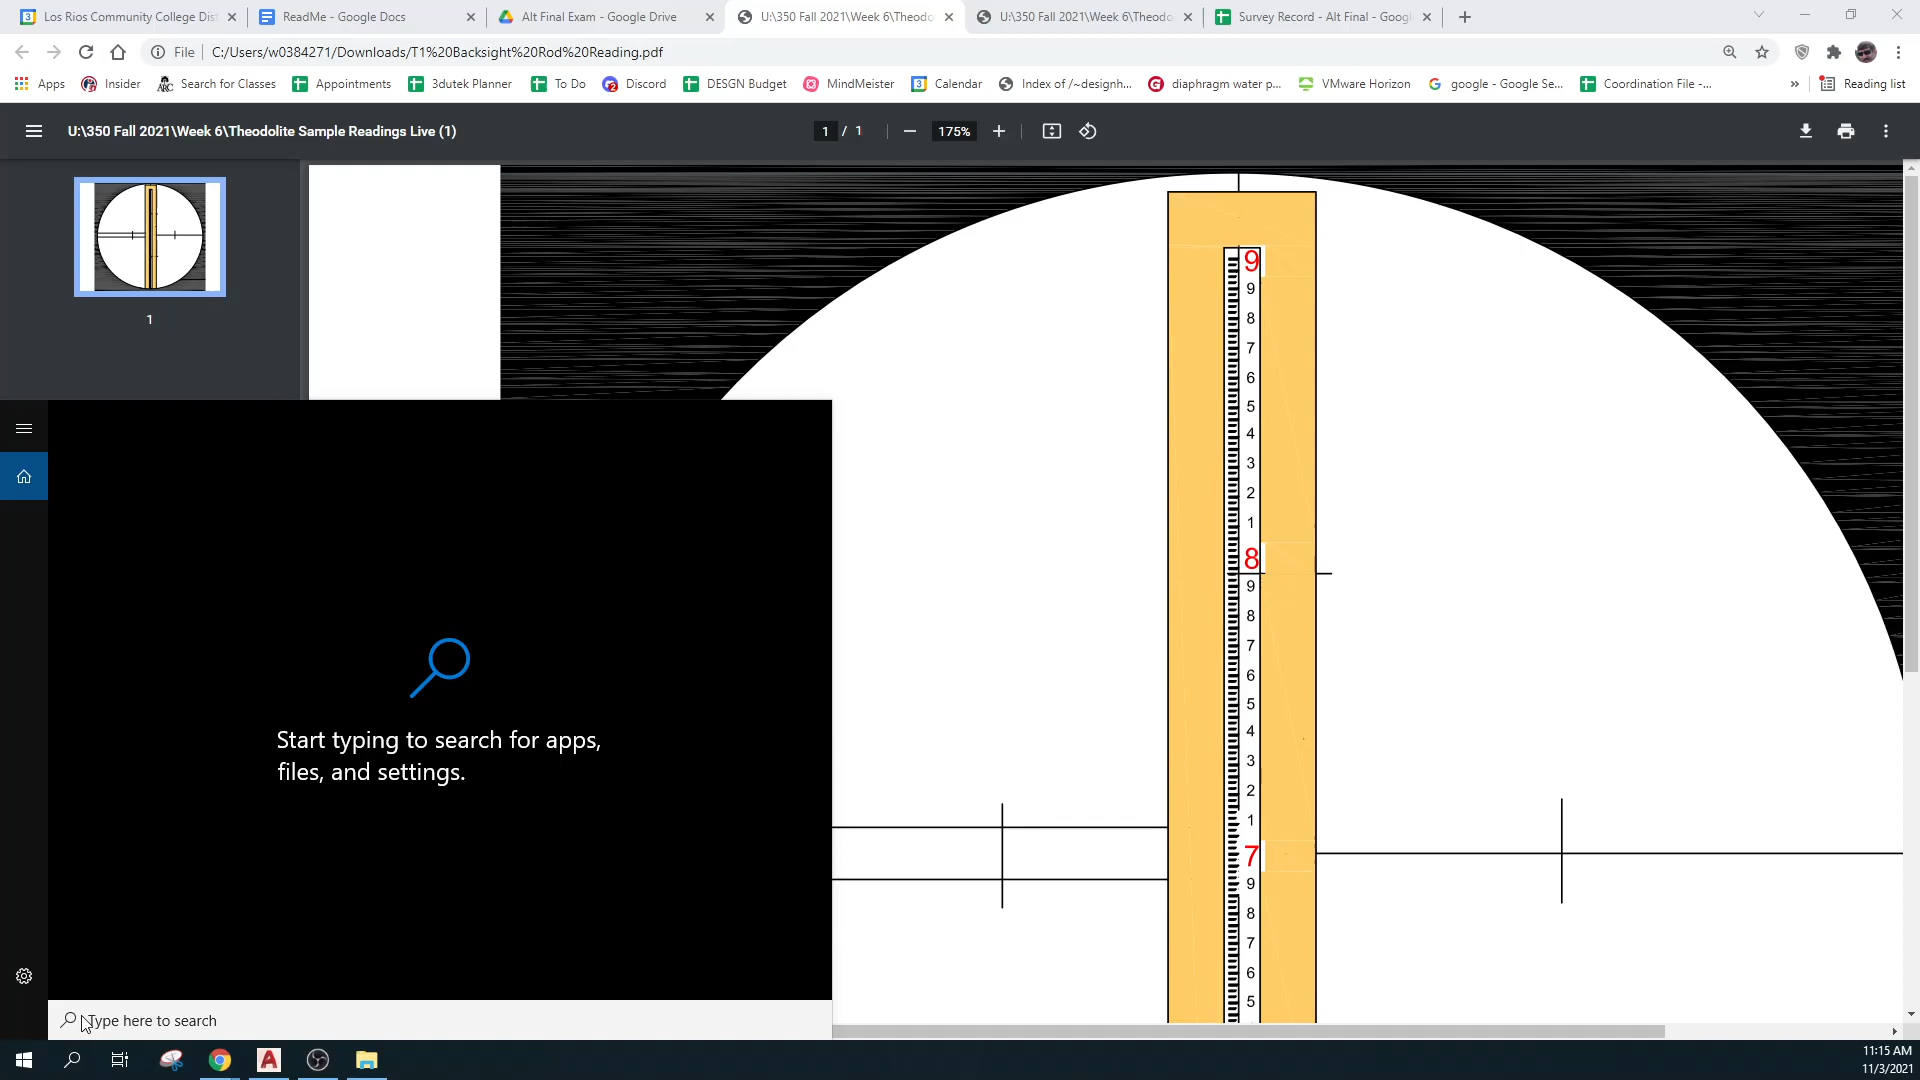 Los Rios Community College Dist
ReadMe - Google Docs
Alt Final Exam - Google Drive
U:\350 Fall 2021\Week 6\Theodo
U:\350 Fall 2021\Week 6\Theodo
Survey Record - Alt Final - Goog
File
C:/Users/w0384271/Downloads/T1%20Backsight%20Rod%20Reading.pdf
Apps
Insider
Search for Classes
Appointments
3dutek Planner
To Do
Discord
DESGN Budget
MindMeister
Calendar
Index of /~designh...
diaphragm water p...
VMware Horizon
google - Google Se...
Coordination File -...
»
Reading list
U:\350 Fall 2021\Week 6\Theodolite Sample Readings Live (1)
1 / 1
175%
1
9
9
8
7
6
5
4
3
2
1
8
9
8
7
6
5
4
3
2
1
7
9
8
7
6
5
Start typing to search for apps,
files, and settings.
Type here to search
11:15 AM
11/3/2021